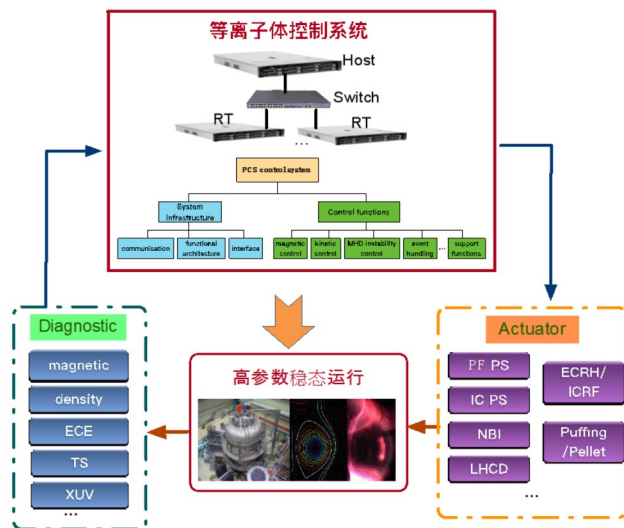 等离子体控制系统
Host
Switch
RT
RT
...
PCS control system
System
Infrastructure
Control functions
communication
functional
architecture
interface
magnetic
control
kinetic
control
MHD instability
control
event
handling
...
support
functions
Diagnostic
magnetic
density
ECE
TS
XUV
...
高参数稳态运行
Actuator
PF PS
IC PS
NBI
LHCD
ECRH/
ICRF
Puffing
/Pellet
...